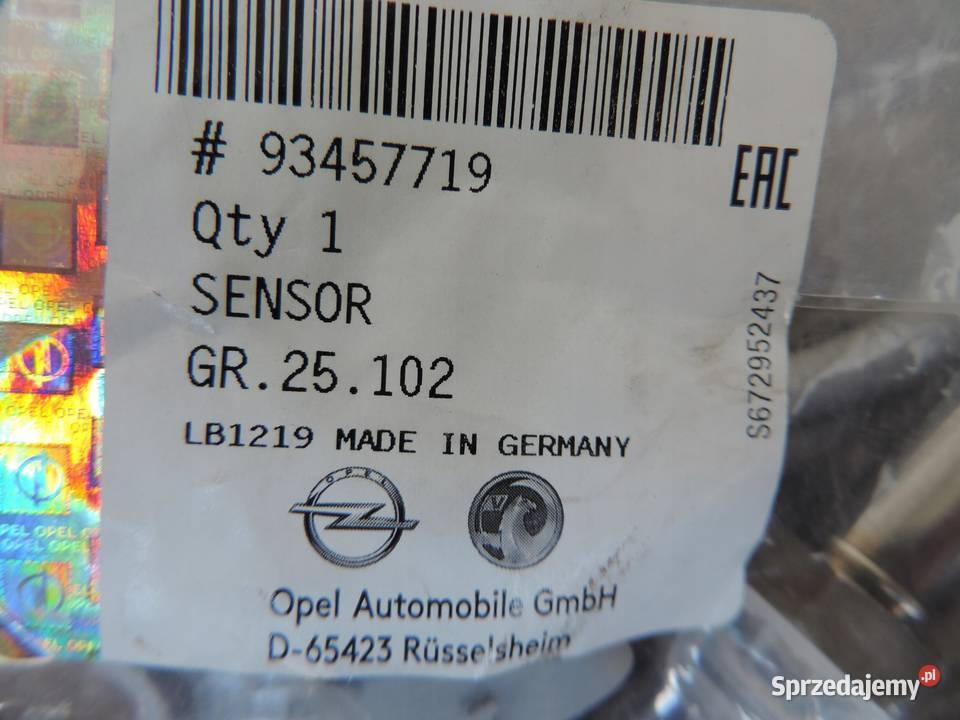 # 93457719
EAC
Qty 1
SENSOR
GR.25.102
S672952437
LB1219 MADE IN GERMANY
OPEL
V
Opel Automobile GmbH
D-65423 Rüsselsheim
Sprzedajemy.pl